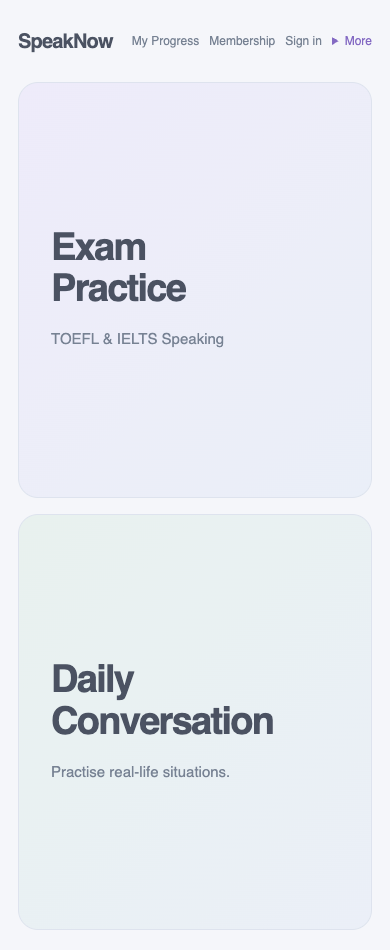 SpeakNow My Progress Membership Sign in ▶ More
Exam
Practice
TOEFL & IELTS Speaking
Daily
Conversation
Practise real-life situations.